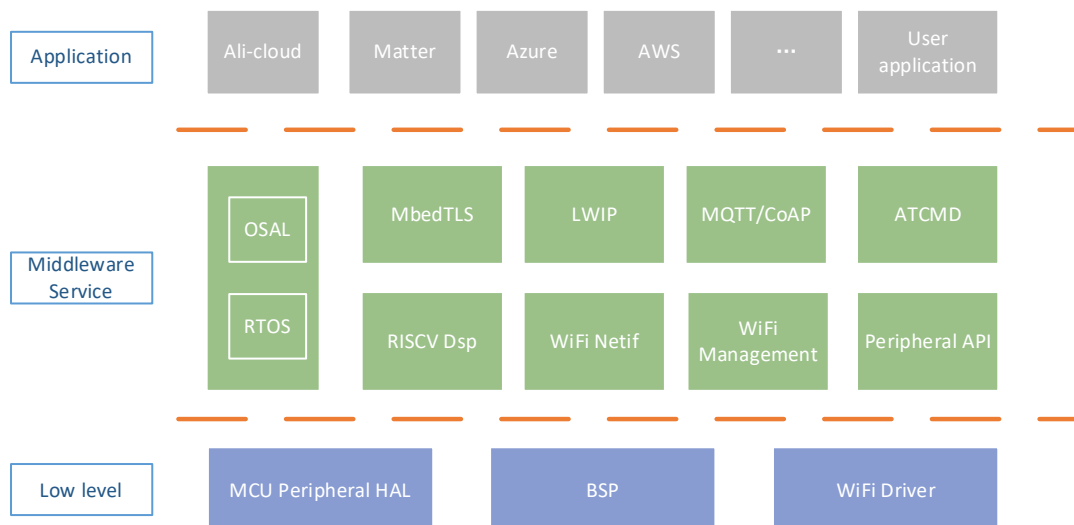 Application
Ali-cloud
Matter
Azure
AWS
...
User
application
Middleware
Service
OSAL
RTOS
MbedTLS
LWIP
MQTT/CoAP
ATCMD
RISCV Dsp
WiFi Netif
WiFi
Management
Peripheral API
Low level
MCU Peripheral HAL
BSP
WiFi Driver